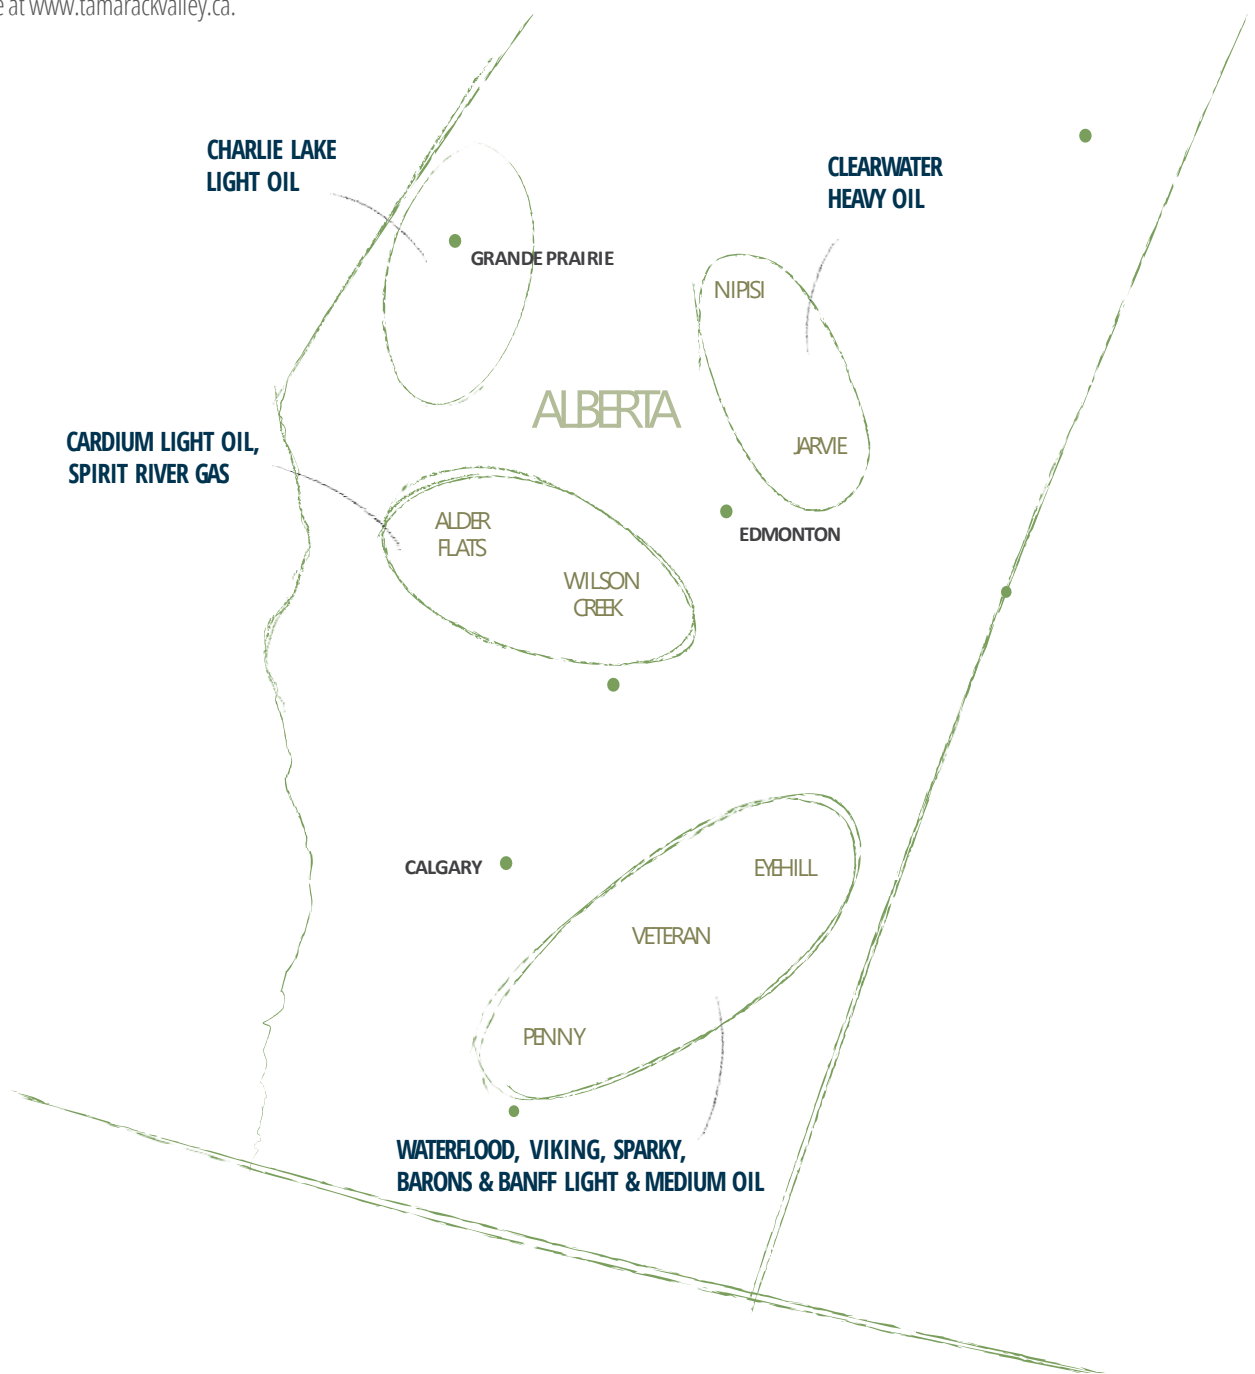 e at www.tamarackvalley.ca.
CHARLIE LAKE
LIGHT OIL
CLEARWATER
HEAVY OIL
GRANDE PRAIRIE
NIPISI
ALBERTA
CARDIUM LIGHT OIL,
SPIRIT RIVER GAS
JARVIE
ALDER
FLATS
EDMONTON
WILSON
CREEK
CALGARY
EYEHILL
VETERAN
PENNY
WATERFLOOD, VIKING, SPARKY,
BARONS & BANFF LIGHT & MEDIUM OIL